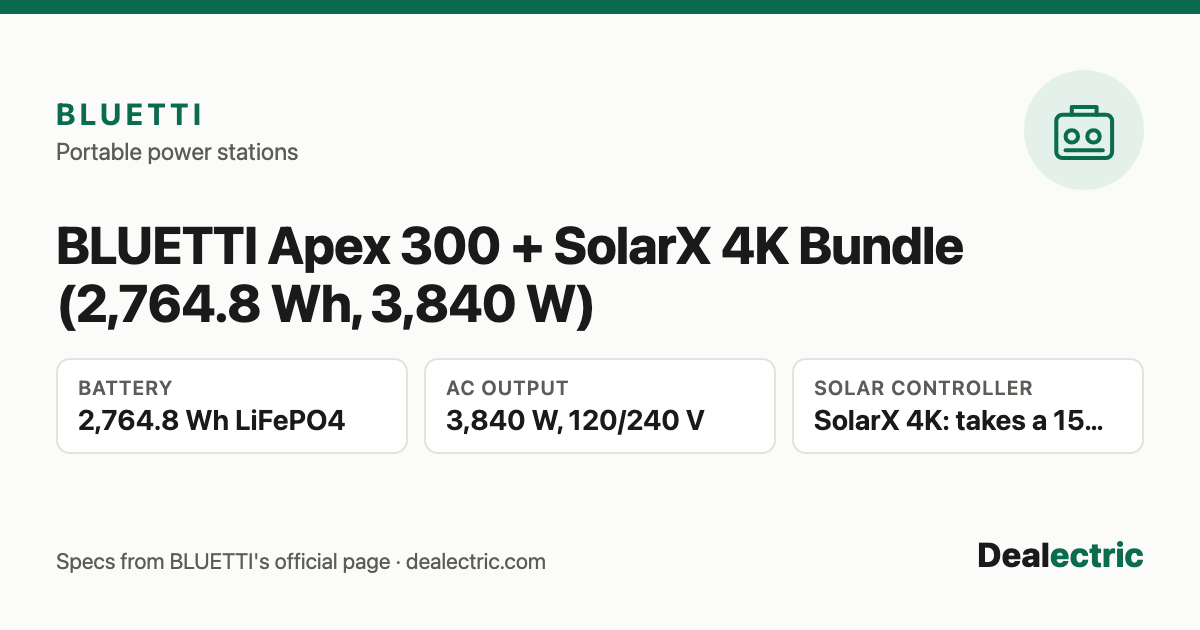 BLUETTI
Portable power stations
BLUETTI Apex 300 + SolarX 4K Bundle
(2,764.8 Wh, 3,840 W)
BATTERY
2,764.8 Wh LiFePO4
AC OUTPUT
3,840 W, 120/240 V
SOLAR CONTROLLER
SolarX 4K: takes a 15...
Specs from BLUETTI's official page · dealectric.com
Dealectric